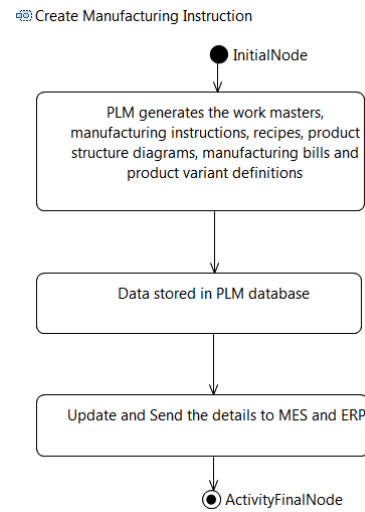 Create Manufacturing Instruction
InitialNode
PLM generates the work masters,
manufacturing instructions, recipes, product
structure diagrams, manufacturing bills and
product variant definitions
Data stored in PLM database
Update and Send the details to MES and ERP
ActivityFinalNode